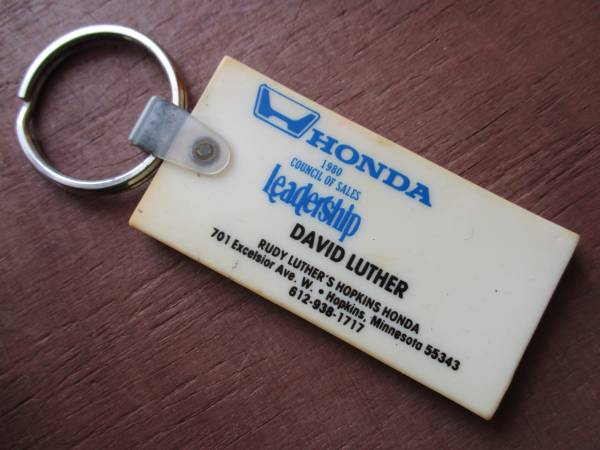 HONDA
1980
COUNCIL OF SALES
leadership
DAVID LUTHER
RUDY LUTHER'S HOPKINS HONDA
701 Excelsior Ave. W. • Hopkins, Minnesota 55343
612-938-1717